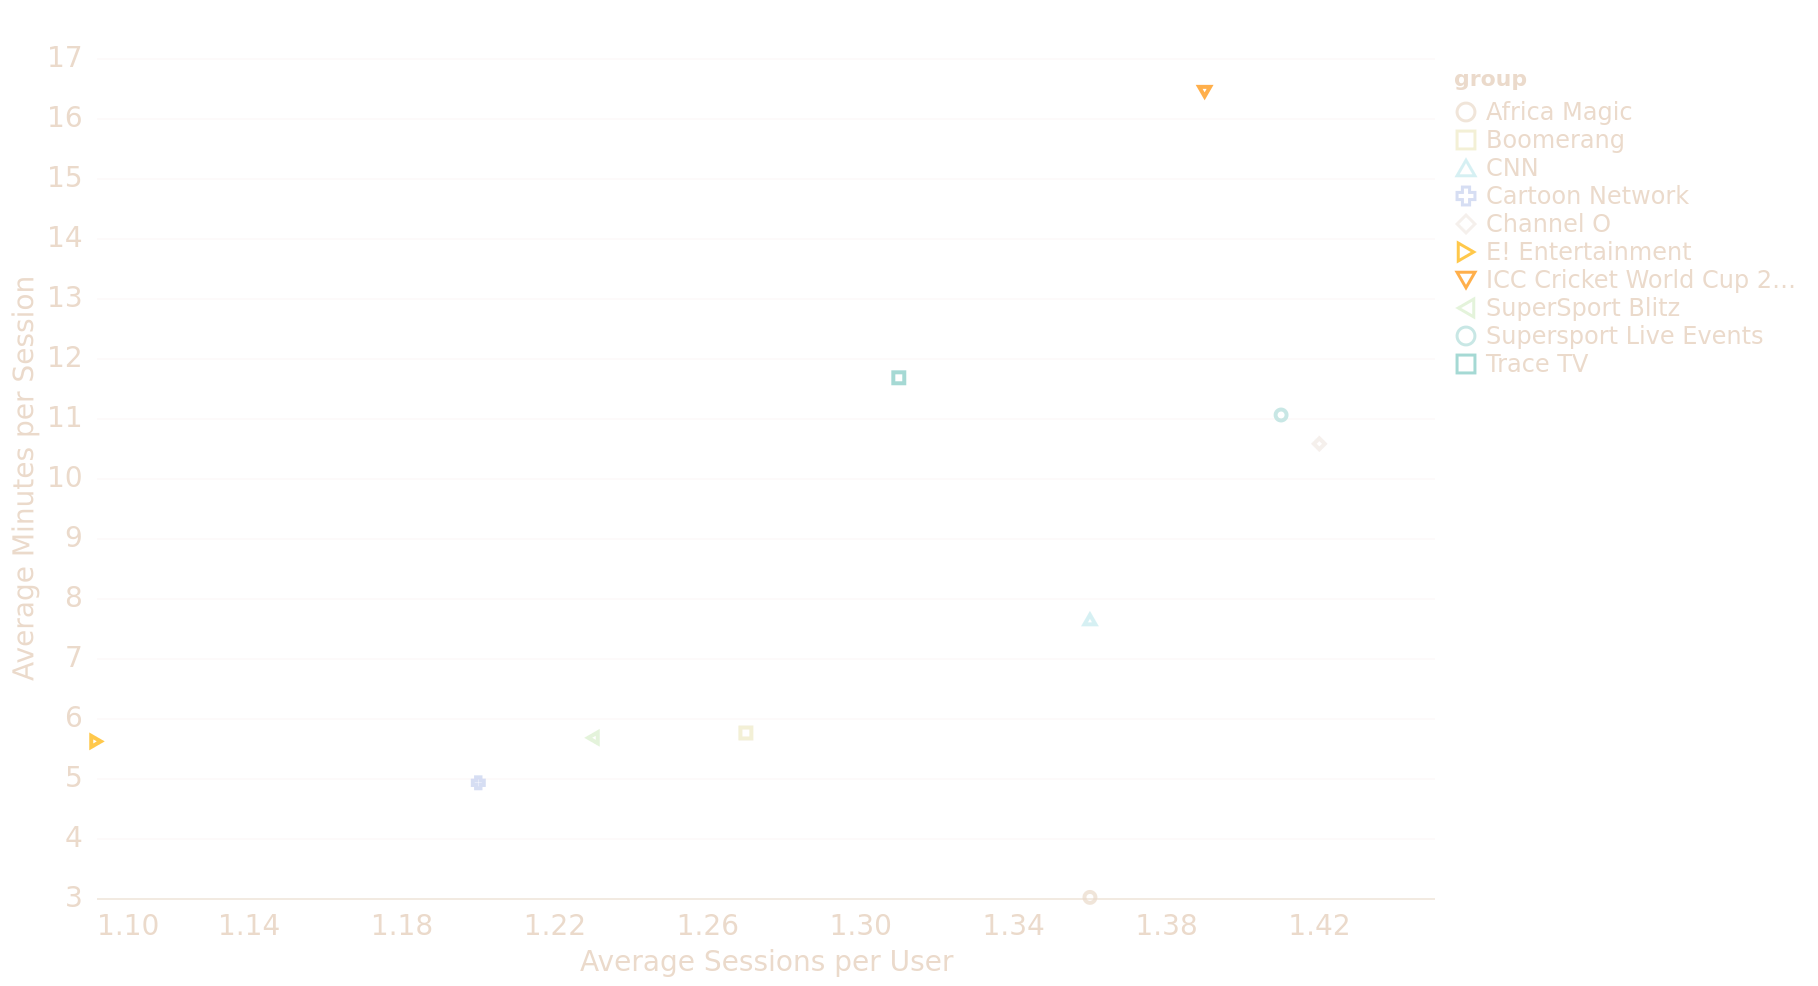 17
16
15
14
13
12
11
10
9
8
7
6
5
4
3
Average Minutes per Session
1.10 1.14 1.18 1.22 1.26 1.30 1.34 1.38 1.42
Average Sessions per User
group
Africa Magic
Boomerang
CNN
Cartoon Network
Channel O
E! Entertainment
ICC Cricket World Cup 2…
SuperSport Blitz
Supersport Live Events
Trace TV